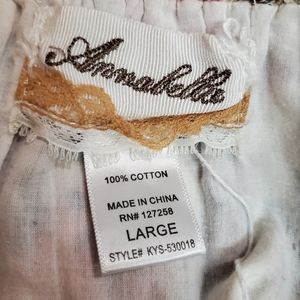 Annabelle
100% COTTON
MADE IN CHINA
RN# 127258
LARGE
STYLE# KYS-530018